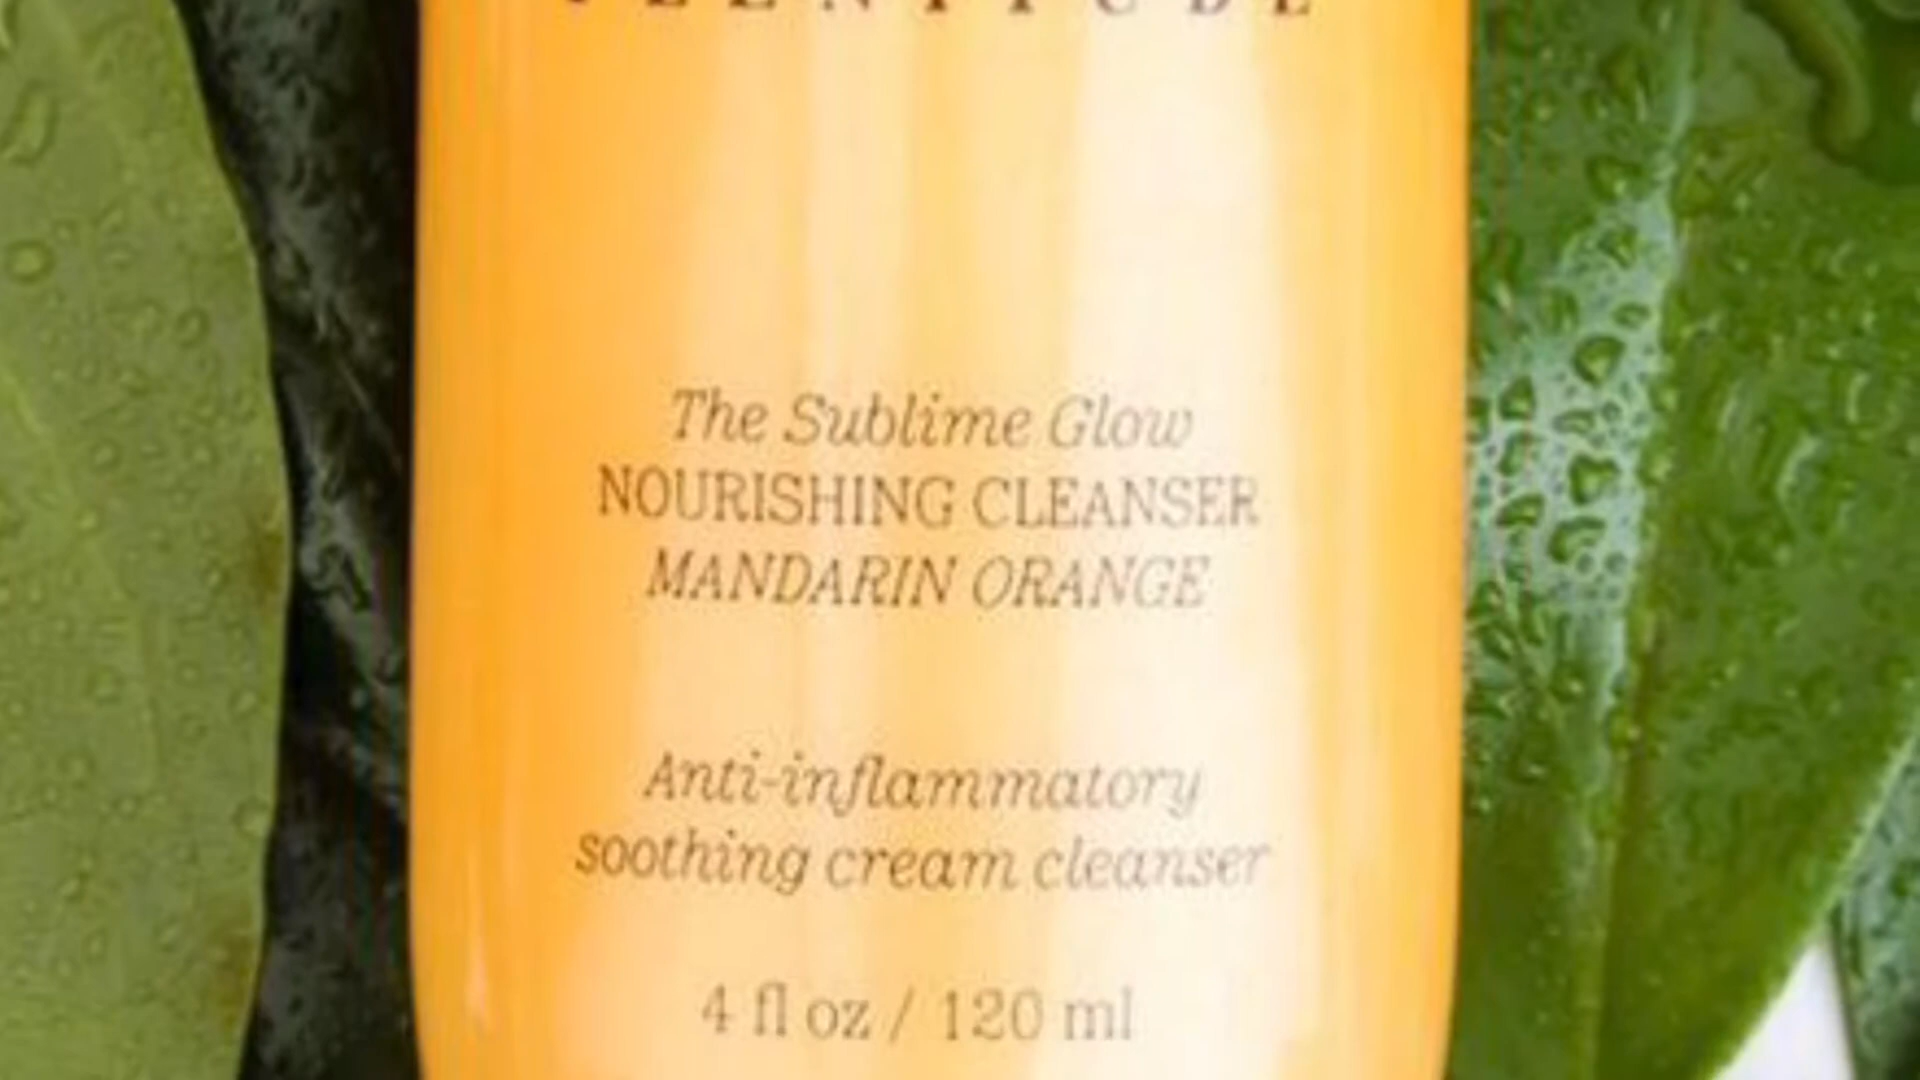 The Sublime Glow
NOURISHING CLEANSER
MANDARIN ORANGE
Anti-inflammatory
soothing cream cleanser
4 fl oz / 120 ml